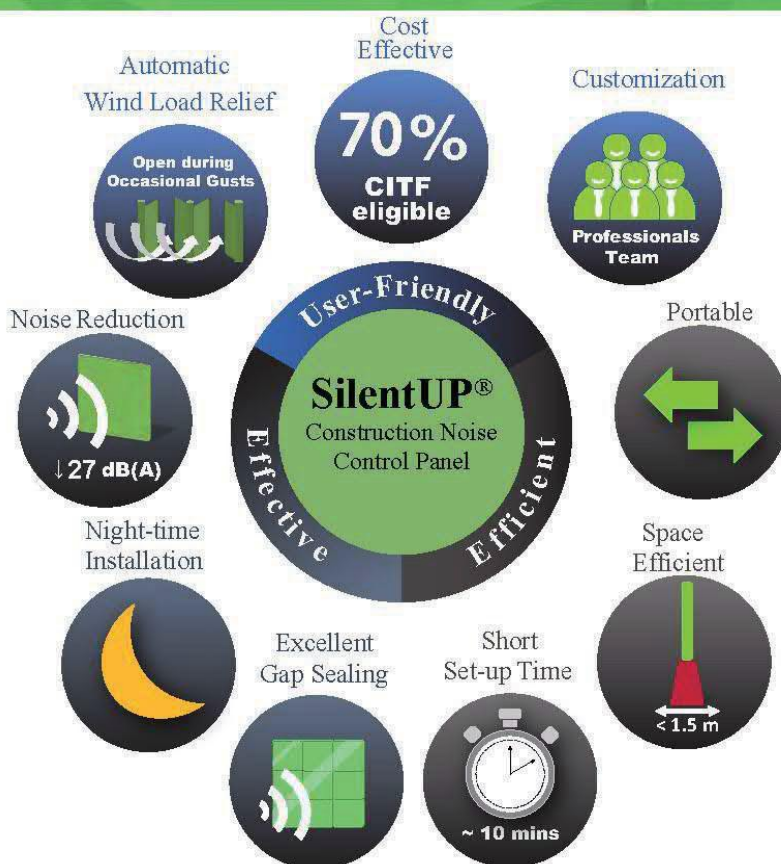 Cost
Effective
70%
CITF
eligible
Automatic
Wind Load Relief
Open during
Occasional Gusts
Customization
Professionals
Team
Noise Reduction
↓27 dB(A)
User-Friendly
Effective
Efficient
SilentUP®
Construction Noise
Control Panel
Portable
Night-time
Installation
Space
Efficient
< 1.5 m
Excellent
Gap Sealing
Short
Set-up Time
~ 10 mins